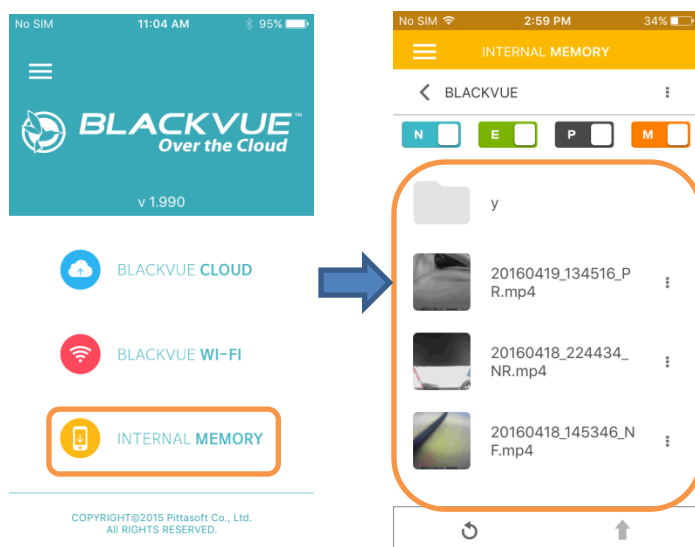 No SIM 11:04 AM 95%
BLACKVUE™
Over the Cloud
v 1.990
BLACKVUE CLOUD
BLACKVUE WI-FI
INTERNAL MEMORY
COPYRIGHT©2015 Pittasoft Co., Ltd.
All RIGHTS RESERVED.
No SIM 2:59 PM 34%
INTERNAL MEMORY
BLACKVUE
N E P M
y
20160419_134516_P
R.mp4
20160418_224434_
NR.mp4
20160418_145346_N
F.mp4